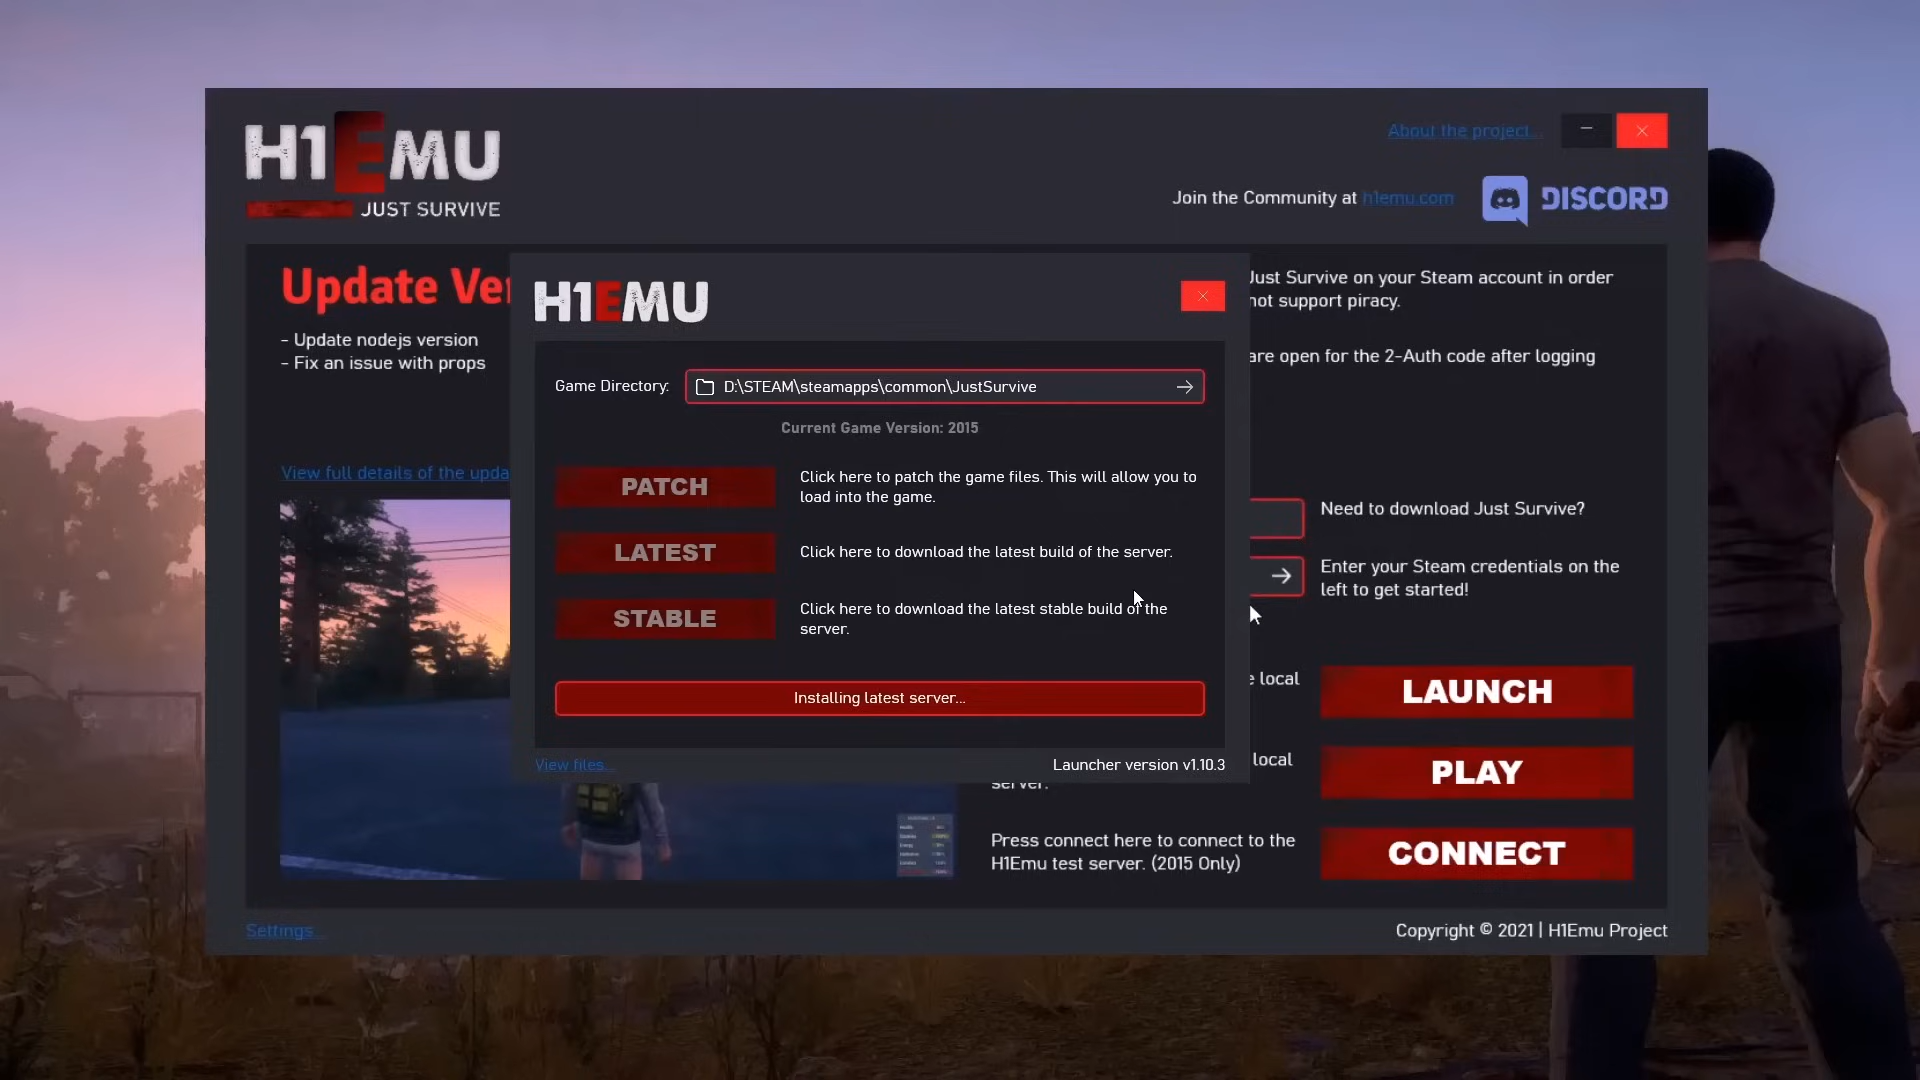 H1EMU
JUST SURVIVE
About the project...
Join the Community at h1emu.com
DISCORD
Update Ver
- Update nodejs version
- Fix an issue with props
View full details of the upda
Just Survive on your Steam account in order
not support piracy.
are open for the 2-Auth code after logging
H1EMU
Game Directory:
D:\STEAM\steamapps\common\JustSurvive
Current Game Version: 2015
PATCH
Click here to patch the game files. This will allow you to
load into the game.
LATEST
Click here to download the latest build of the server.
STABLE
Click here to download the latest stable build of the
server.
Installing latest server...
View files...
Launcher version v1.10.3
Need to download Just Survive?
Enter your Steam credentials on the
left to get started!
local
LAUNCH
local
server.
PLAY
Press connect here to connect to the
H1Emu test server. (2015 Only)
CONNECT
Settings...
Copyright © 2021 | H1Emu Project